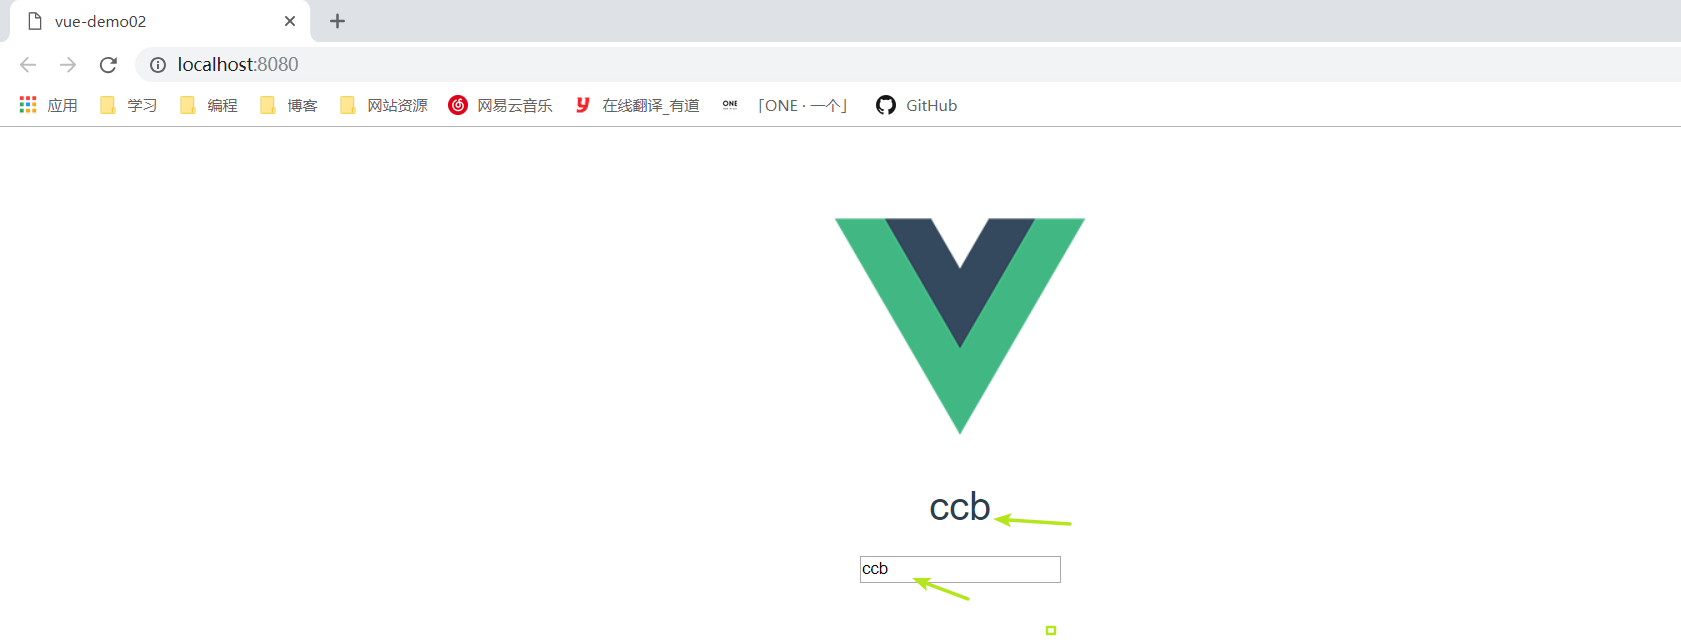 vue-demo02
localhost:8080
应用 学习 编程 博客 网站资源 网易云音乐 y 在线翻译_有道 ONE 「ONE · 一个」 GitHub
ccb
ccb